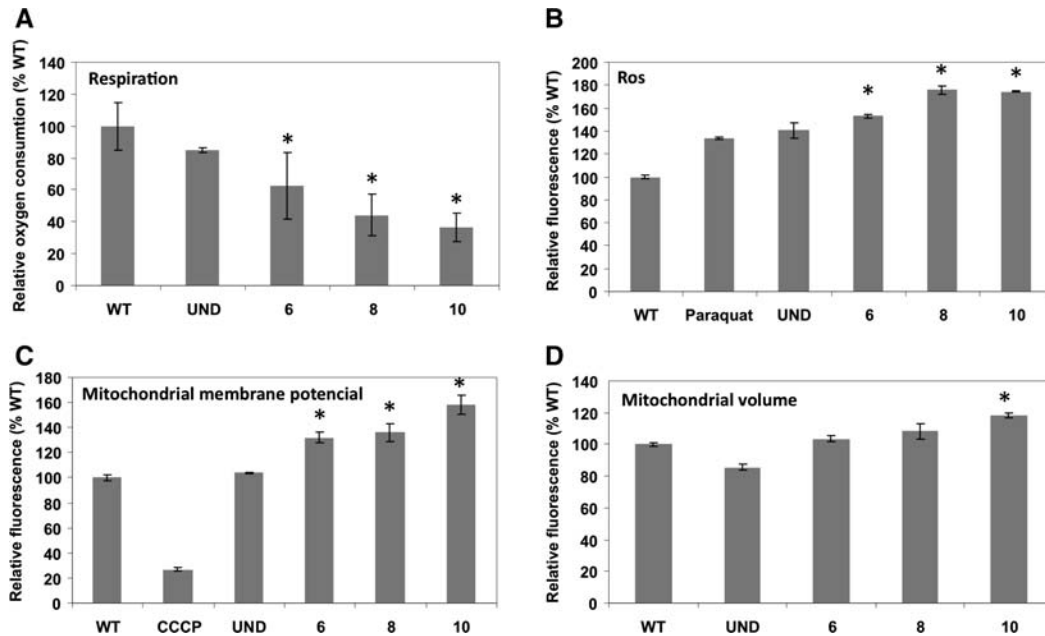 A
Relative oxygen consumtion (% WT)
140
120
100
80
60
40
20
0
Respiration
*
*
*
WT UND 6 8 10
B
Relative fluorescence (% WT)
200
180
160
140
120
100
80
60
40
20
0
Ros
*
*
*
WT Paraquat UND 6 8 10
C
Relative fluorescence (% WT)
180
160
140
120
100
80
60
40
20
0
Mitochondrial membrane potencial
*
*
*
WT CCCP UND 6 8 10
D
Relative fluorescence (% WT)
140
120
100
80
60
40
20
0
Mitochondrial volume
*
WT UND 6 8 10